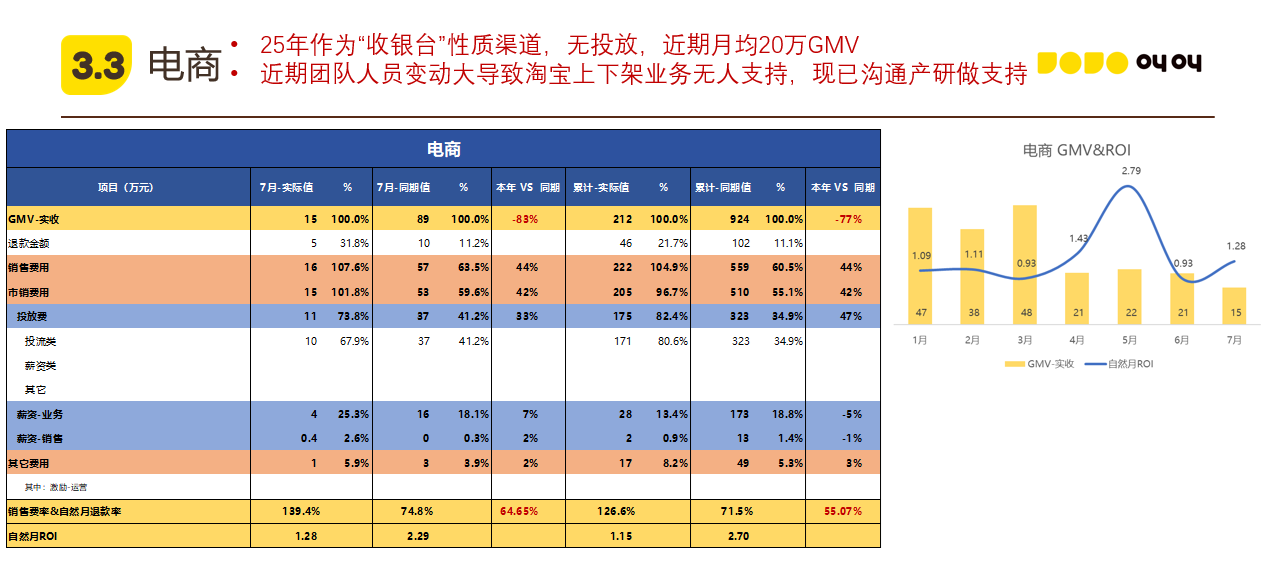 3.3 电商
• 25年作为“收银台”性质渠道，无投放，近期月均20万GMV
• 近期团队人员变动大导致淘宝上下架业务无人支持，现已沟通产研做支持
电商
项目（万元） 7月-实际值 % 7月-同期值 % 本年 VS 同期 累计-实际值 % 累计-同期值 % 本年 VS 同期
GMV-实收 15 100.0% 89 100.0% -83% 212 100.0% 924 100.0% -77%
退款金额 5 31.8% 10 11.2% 46 21.7% 102 11.1%
销售费用 16 107.6% 57 63.5% 44% 222 104.9% 559 60.5% 44%
市销费用 15 101.8% 53 59.6% 42% 205 96.7% 510 55.1% 42%
投放费 11 73.8% 37 41.2% 33% 175 82.4% 323 34.9% 47%
投流类 10 67.9% 37 41.2% 171 80.6% 323 34.9%
薪资类
其它
薪资-业务 4 25.3% 16 18.1% 7% 28 13.4% 173 18.8% -5%
薪资-销售 0.4 2.6% 0 0.3% 2% 2 0.9% 13 1.4% -1%
其它费用 1 5.9% 3 3.9% 2% 17 8.2% 49 5.3% 3%
其中：激励-运营
销售费率&自然月退款率 139.4% 74.8% 64.65% 126.6% 71.5% 55.07%
自然月ROI 1.28 2.29 1.15 2.70
电商 GMV&ROI
2.79
1.09 1.11 0.93 1.43 0.93 1.28
47 38 48 21 22 21 15
1月 2月 3月 4月 5月 6月 7月
GMV-实收 自然月ROI